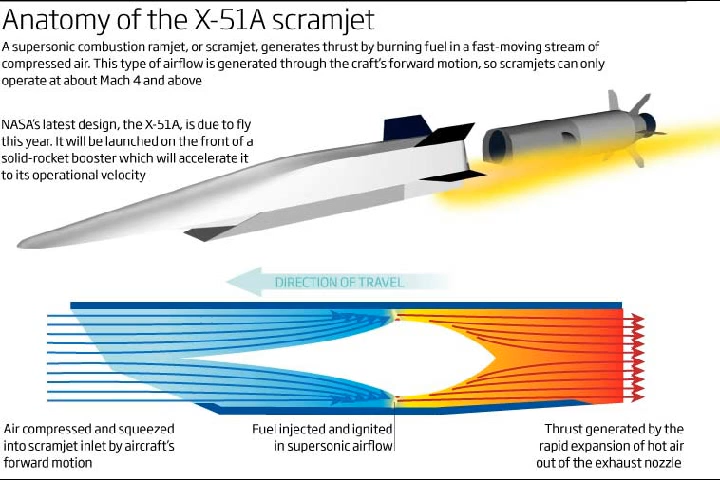 Anatomy of the X-51A scramjet
A supersonic combustion ramjet, or scramjet, generates thrust by burning fuel in a fast-moving stream of
compressed air. This type of airflow is generated through the craft's forward motion, so scramjets can only
operate at about Mach 4 and above
NASA's latest design, the X-51A, is due to fly
this year. It will be launched on the front of a
solid-rocket booster which will accelerate it
to its operational velocity
DIRECTION OF TRAVEL
Air compressed and squeezed
into scramjet inlet by aircraft's
forward motion
Fuel injected and ignited
in supersonic airflow
Thrust generated by the
rapid expansion of hot air
out of the exhaust nozzle